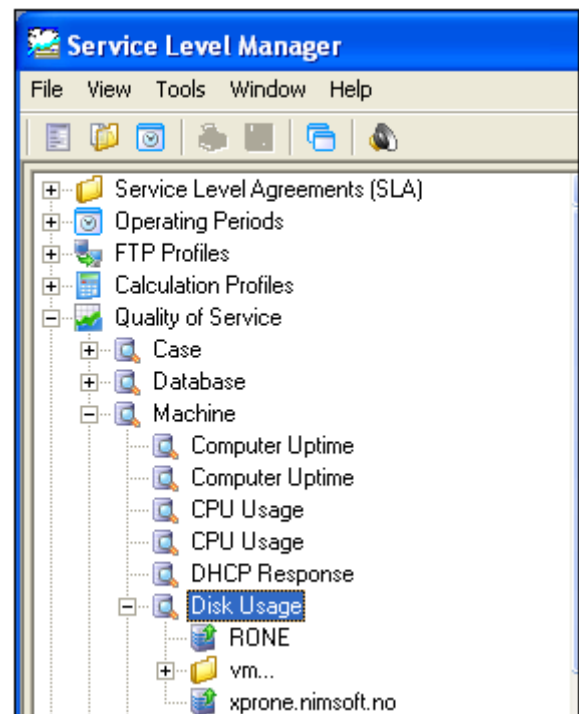 Service Level Manager
File View Tools Window Help
Service Level Agreements (SLA)
Operating Periods
FTP Profiles
Calculation Profiles
Quality of Service
Case
Database
Machine
Computer Uptime
Computer Uptime
CPU Usage
CPU Usage
DHCP Response
Disk Usage
RONE
vm...
xprone.nimsoft.no